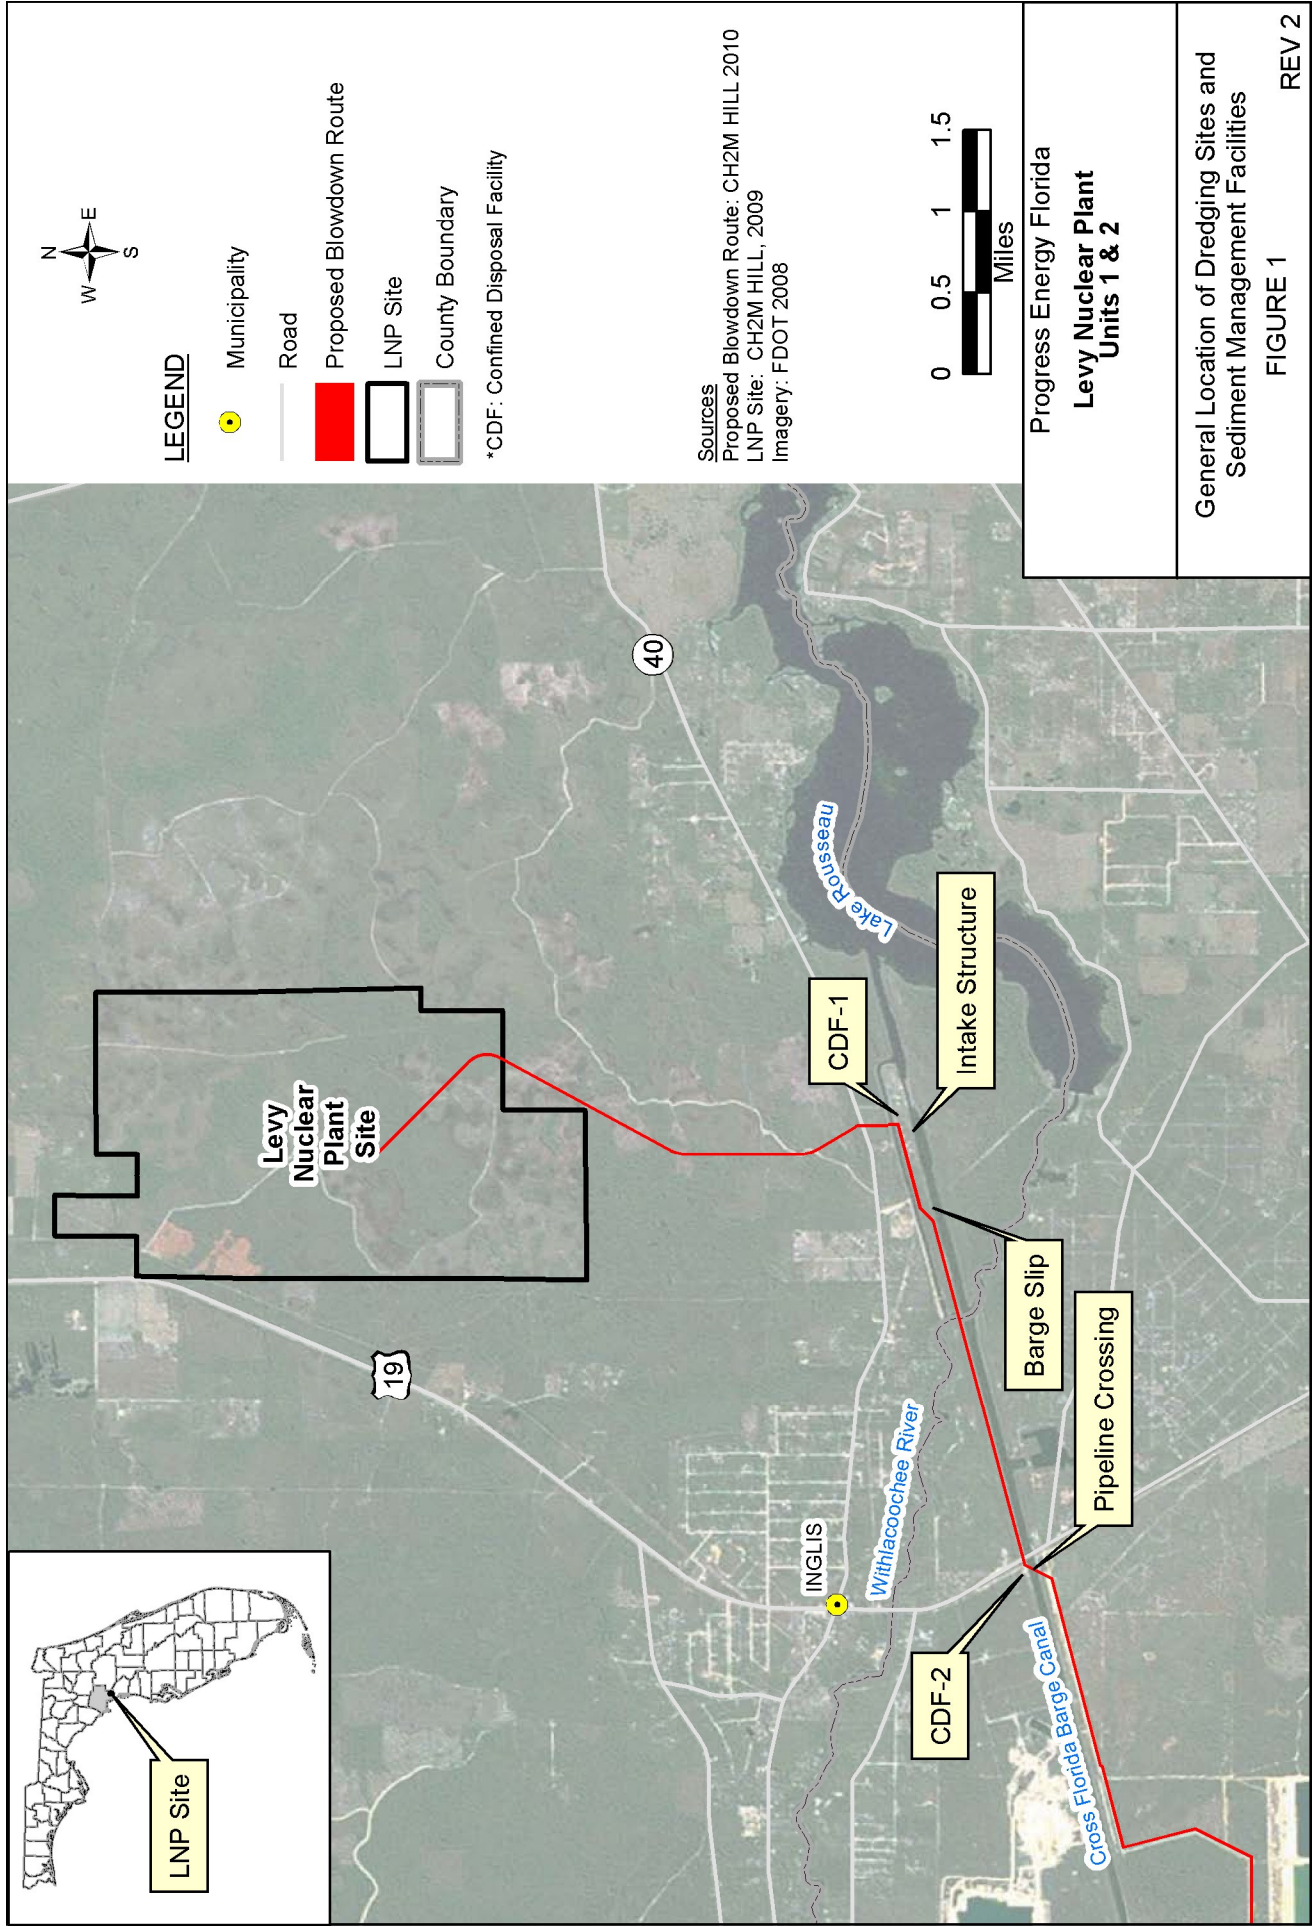 LNP Site
Levy
Nuclear
Plant
Site
19
40
INGLIS
Withlacoochee River
Lake Rousseau
CDF-1
Intake Structure
Barge Slip
Pipeline Crossing
CDF-2
Cross Florida Barge Canal
N
W
E
S
LEGEND
Municipality
Road
Proposed Blowdown Route
LNP Site
County Boundary
*CDF: Confined Disposal Facility
Sources
Proposed Blowdown Route: CH2M HILL 2010
LNP Site: CH2M HILL, 2009
Imagery: FDOT 2008
0 0.5 1 1.5
Miles
Progress Energy Florida
Levy Nuclear Plant
Units 1 & 2
General Location of Dredging Sites and
Sediment Management Facilities
FIGURE 1
REV 2